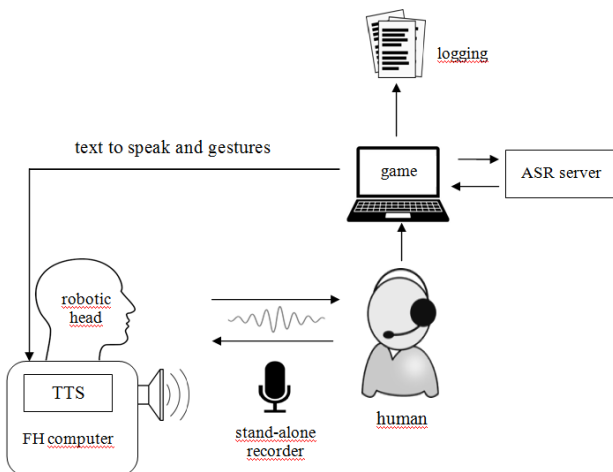 logging
text to speak and gestures
game
ASR server
robotic
head
TTS
FH computer
stand-alone
recorder
human